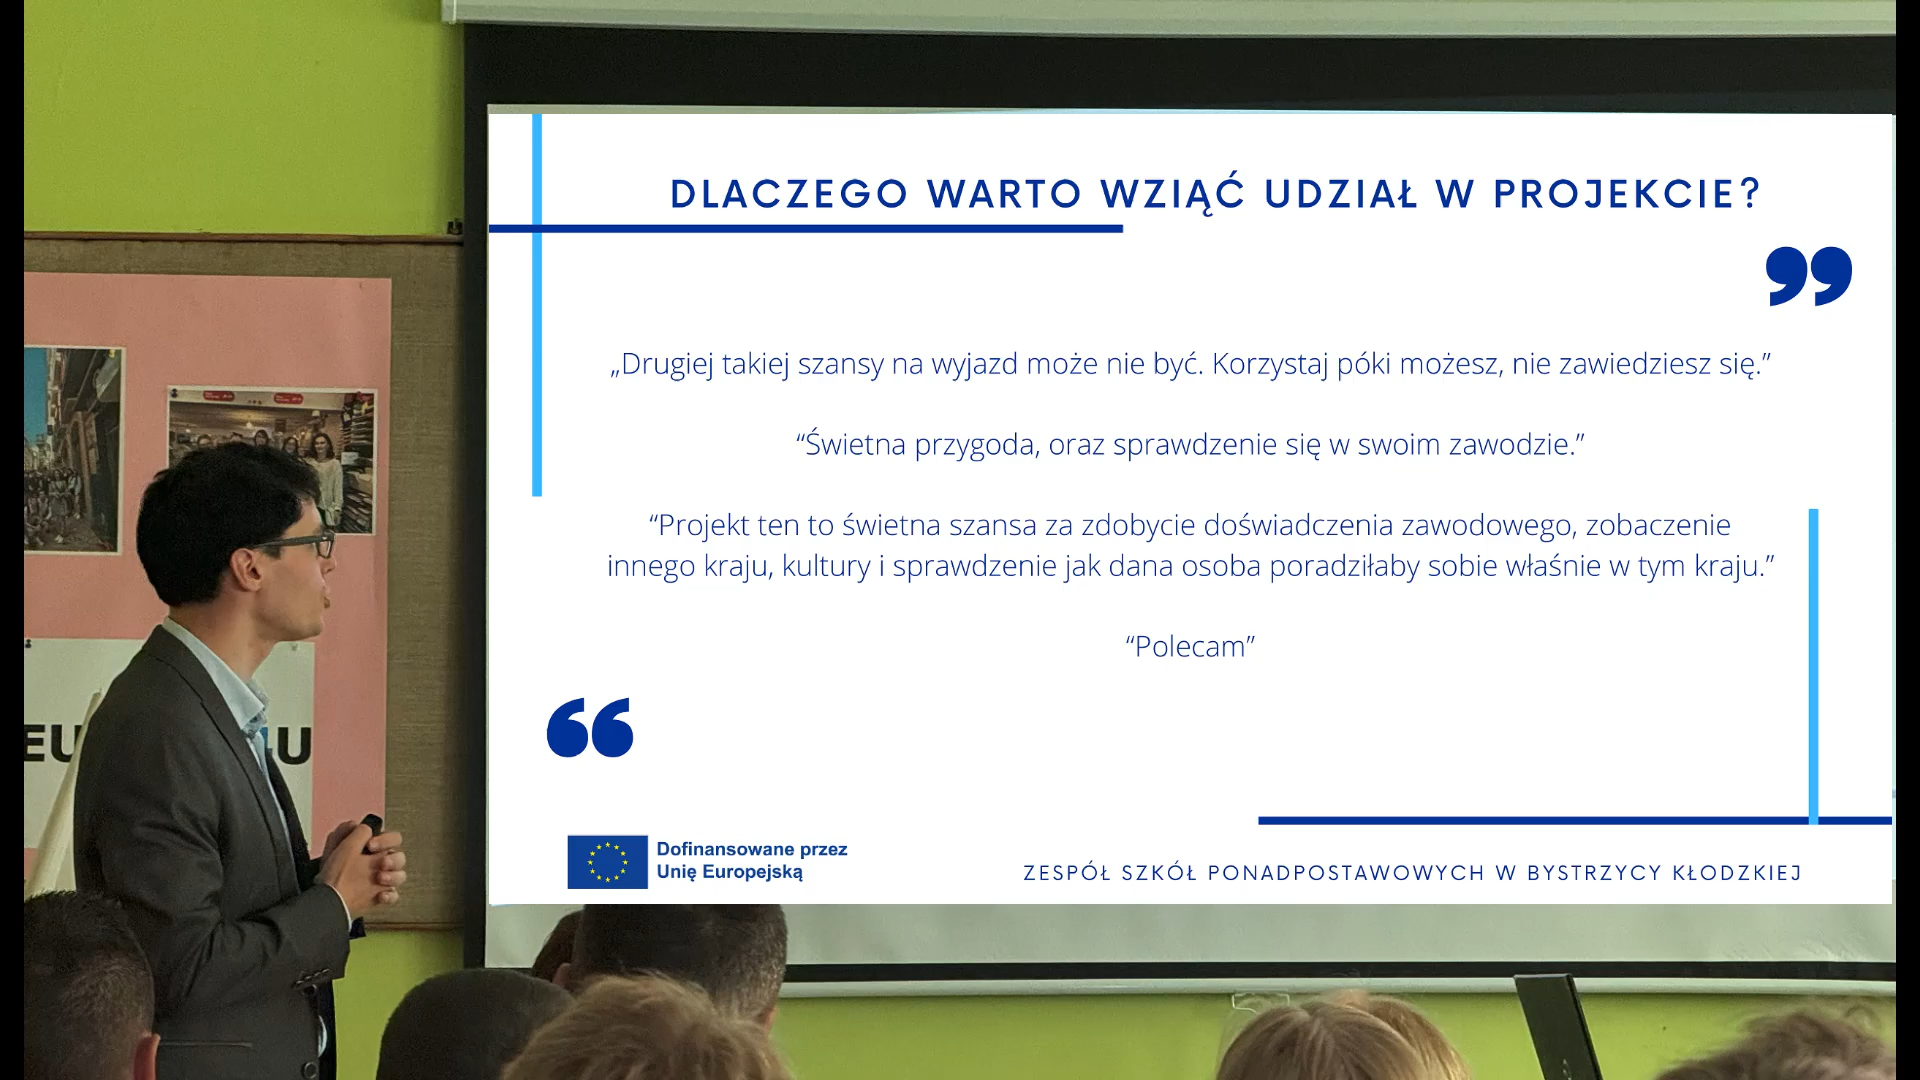 DLACZEGO WARTO WZIĄĆ UDZIAŁ W PROJEKCIE?
„Drugiej takiej szansy na wyjazd może nie być. Korzystaj póki możesz, nie zawiedziesz się.”
“Świetna przygoda, oraz sprawdzenie się w swoim zawodzie.”
“Projekt ten to świetna szansa za zdobycie doświadczenia zawodowego, zobaczenie
innego kraju, kultury i sprawdzenie jak dana osoba poradziłaby sobie właśnie w tym kraju.”
“Polecam”
Dofinansowane przez
Unię Europejską
ZESPÓŁ SZKÓŁ PONADPOSTAWOWYCH W BYSTRZYCY KŁODZKIEJ